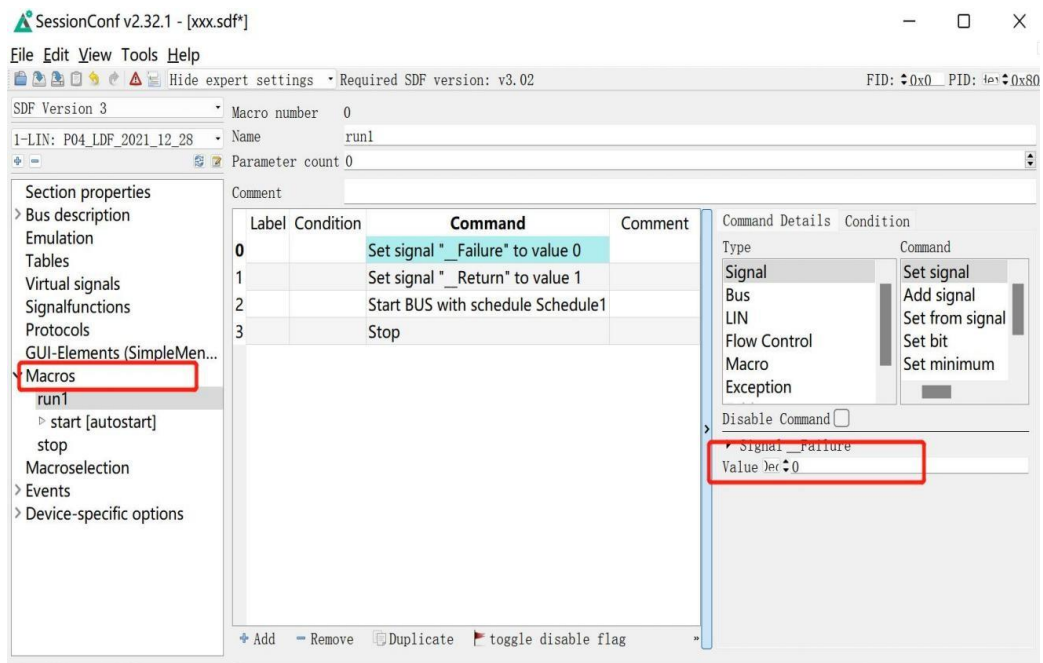 SessionConf v2.32.1 - [xxx.sdf*]
File Edit View Tools Help
Hide expert settings Required SDF version: v3.02 FID: 0x0 PID: 0x80
SDF Version 3
1-LIN: P04_LDF_2021_12_28
Section properties
Bus description
Emulation
Tables
Virtual signals
Signalfunctions
Protocols
GUI-Elements (SimpleMen...
Macros
run1
start [autostart]
stop
Macroselection
Events
Device-specific options
Macro number 0
Name run1
Parameter count 0
Comment
Label Condition Command Comment
0 Set signal "__Failure" to value 0
1 Set signal "__Return" to value 1
2 Start BUS with schedule Schedule1
3 Stop
Add Remove Duplicate toggle disable flag »
Command Details Condition
Type
Signal
Bus
LIN
Flow Control
Macro
Exception
Command
Set signal
Add signal
Set from signal
Set bit
Set minimum
Disable Command
Signal __Failure
Value 0